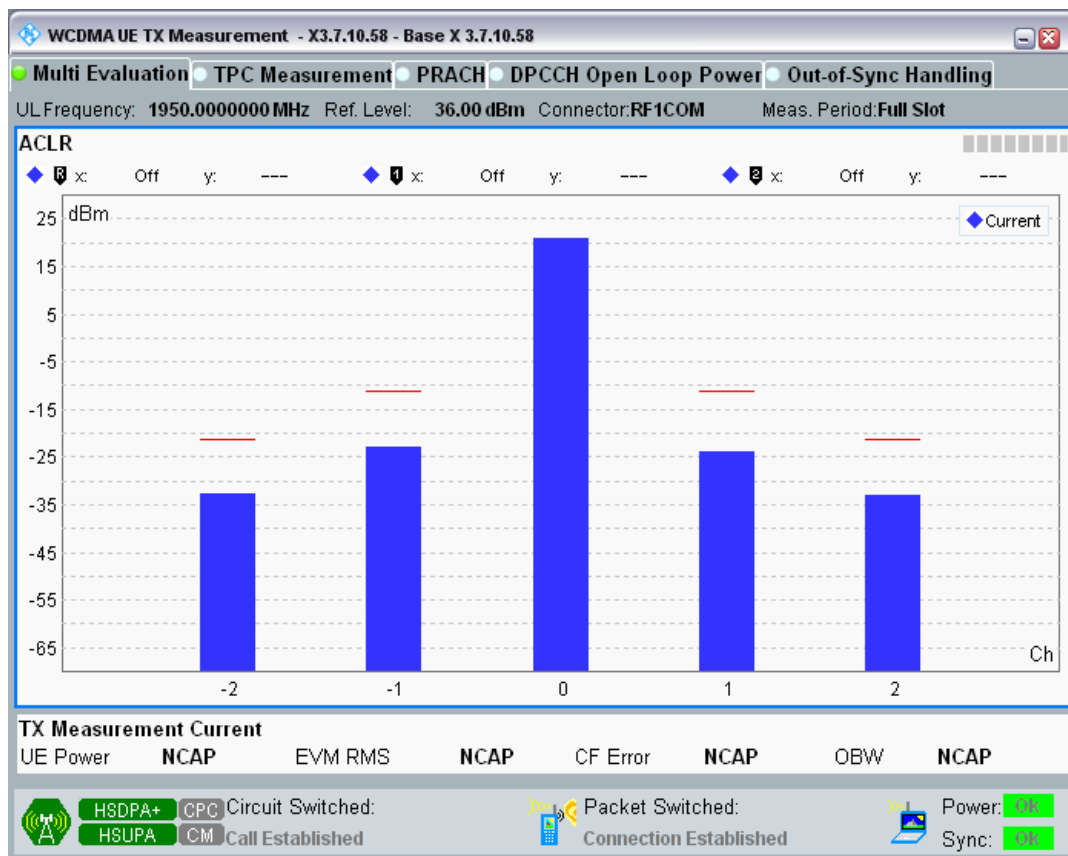 WCDMA UE TX Measurement - X3.7.10.58 - Base X 3.7.10.58
Multi Evaluation TPC Measurement PRACH DPCCH Open Loop Power Out-of-Sync Handling
UL Frequency: 1950.0000000 MHz Ref. Level: 36.00 dBm Connector:RF1COM Meas. Period:Full Slot
ACLR
R x: Off y: --- 1 x: Off y: --- 2 x: Off y: ---
dBm
Current
25
15
5
-5
-15
-25
-35
-45
-55
-65
Ch
-2 -1 0 1 2
TX Measurement Current
UE Power NCAP EVM RMS NCAP CF Error NCAP OBW NCAP
HSDPA+ CPC Circuit Switched: Packet Switched: Power: OK
HSUPA CM Call Established Connection Established Sync: OK